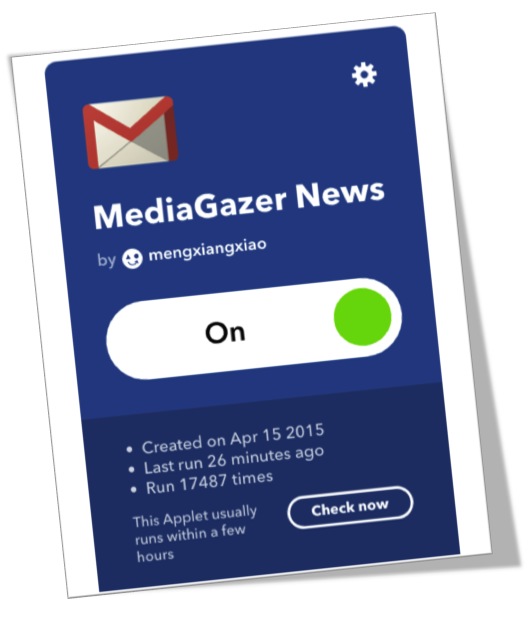 MediaGazer News
by mengxiangxiao
On
• Created on Apr 15 2015
• Last run 26 minutes ago
• Run 17487 times
This Applet usually
runs within a few
hours
Check now